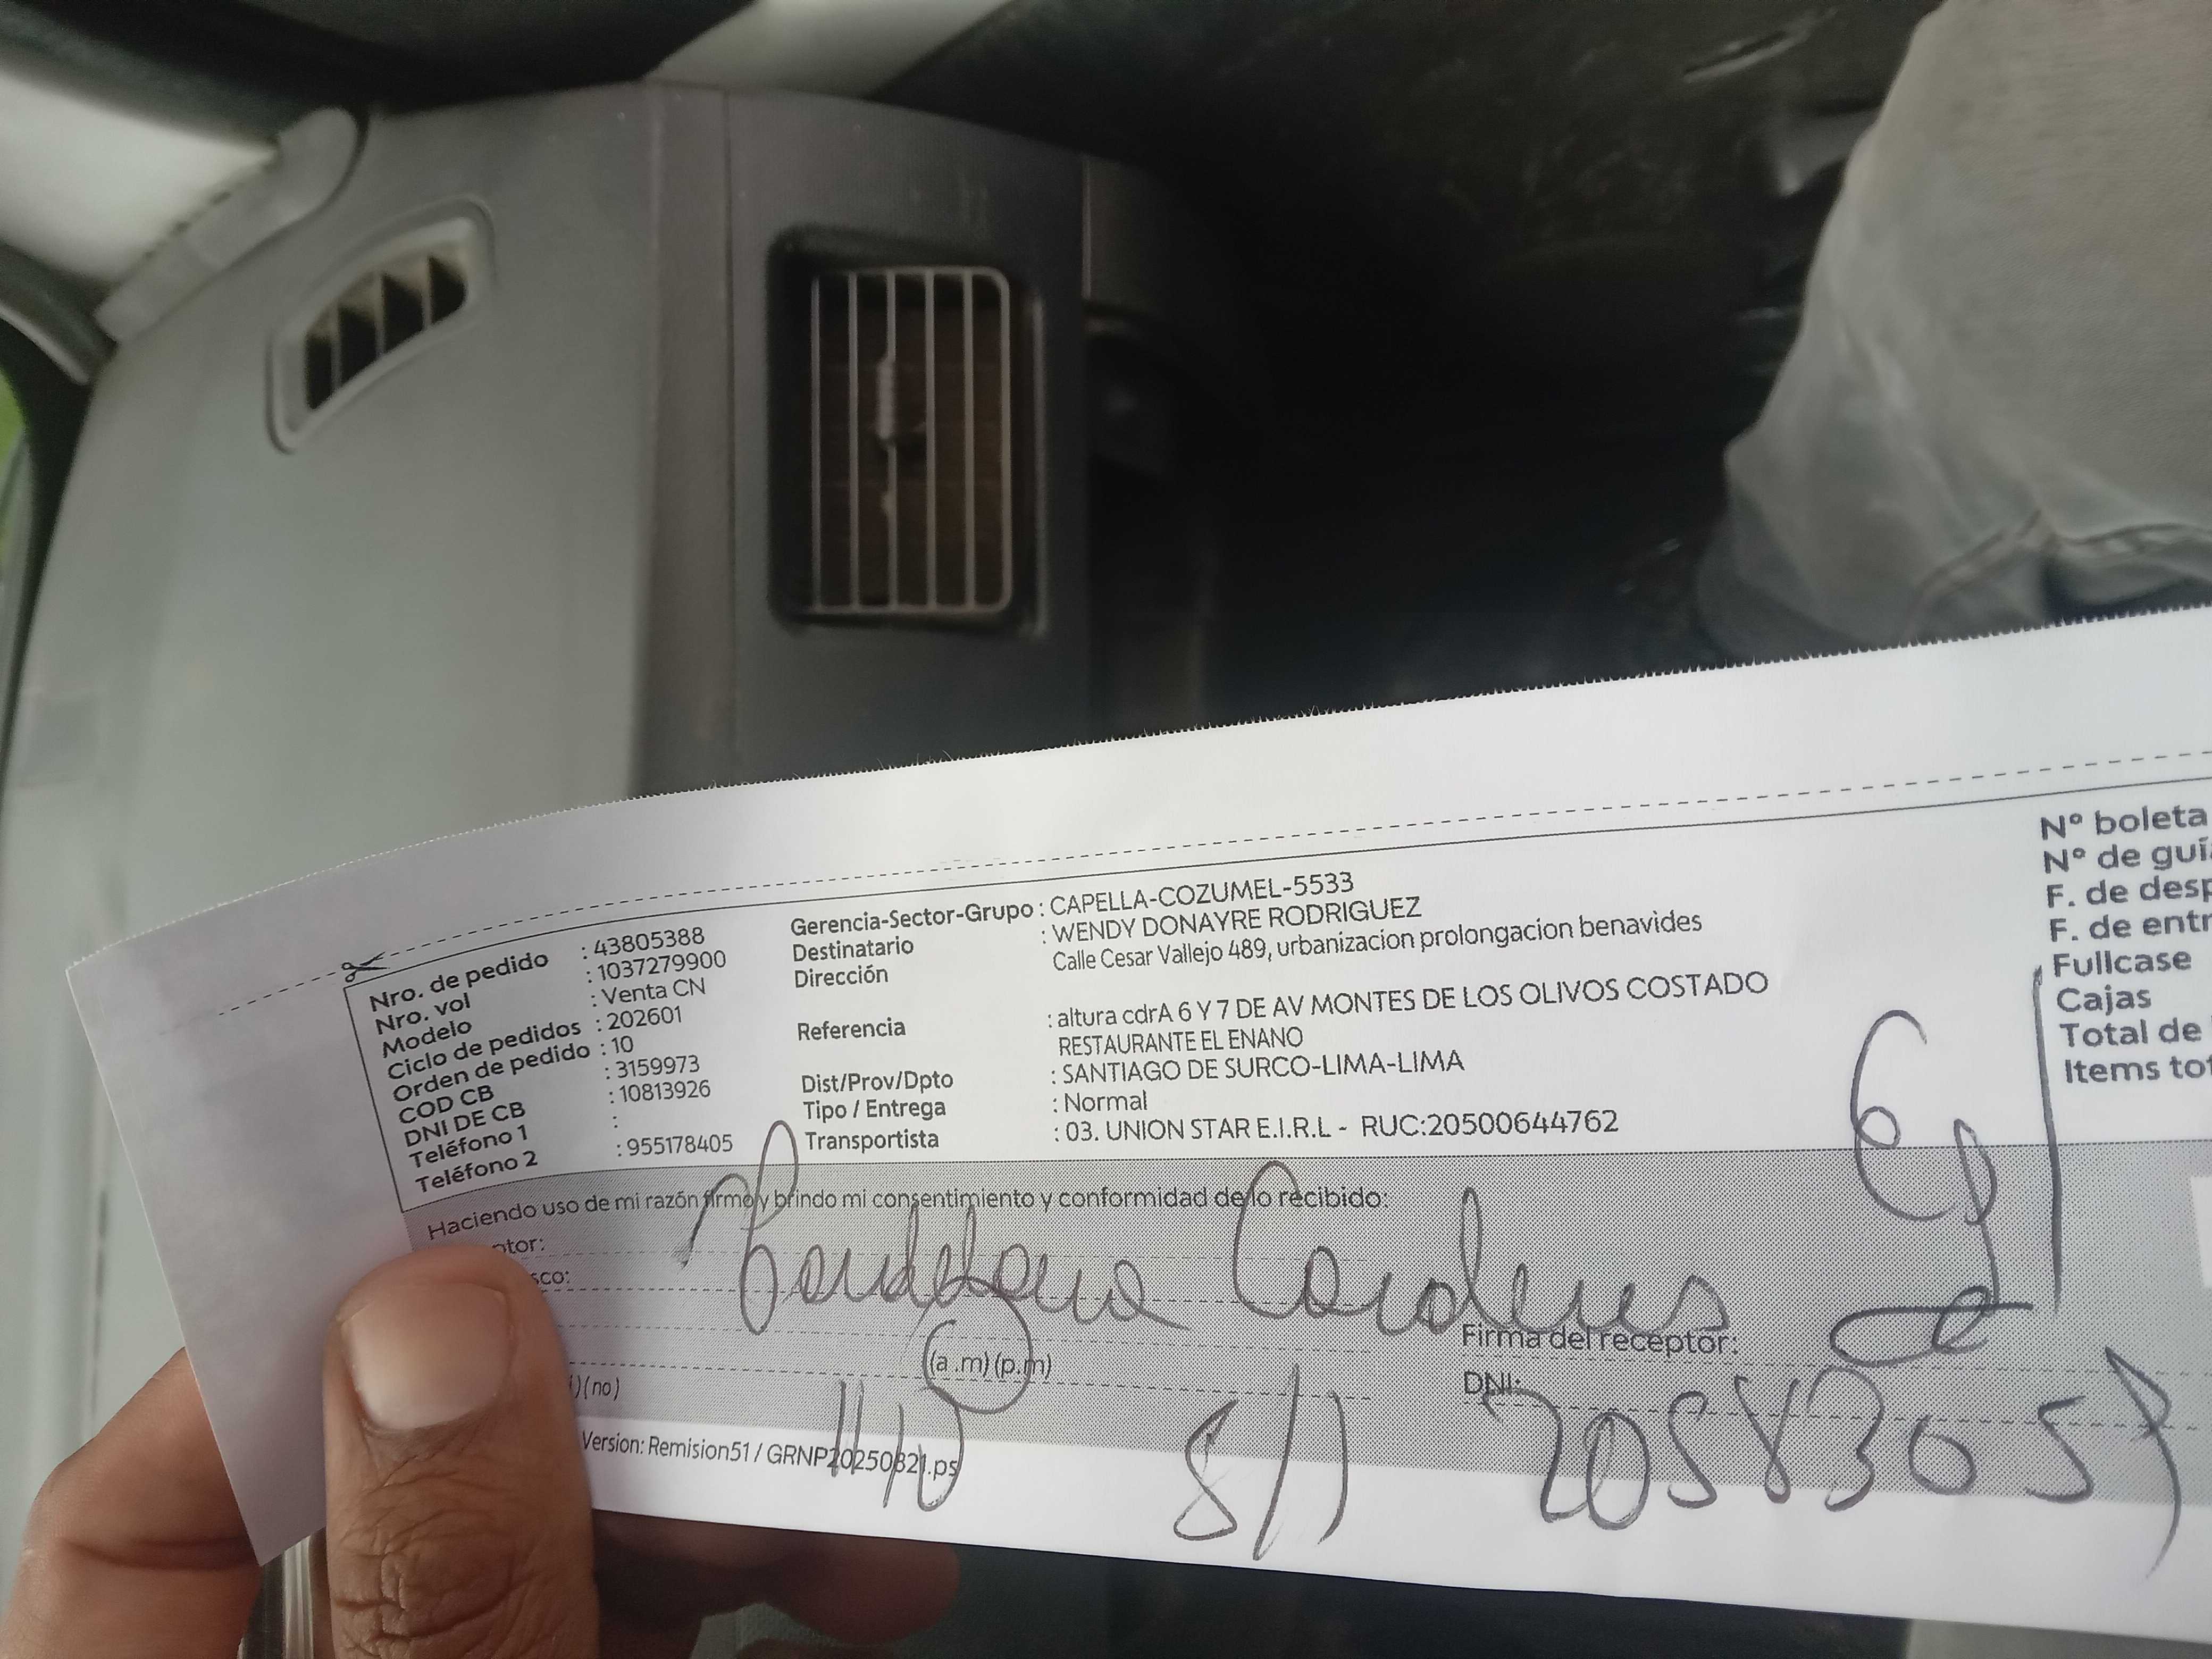 Nro. de pedido : 43805388
Nro. vol : 1037279900
Modelo : Venta CN
Ciclo de pedidos : 202601
Orden de pedido : 10
COD CB : 3159973
DNI DE CB : 10813926
Teléfono 1 :
Teléfono 2 : 955178405
Gerencia-Sector-Grupo : CAPELLA-COZUMEL-5533
Destinatario : WENDY DONAYRE RODRIGUEZ
Dirección Calle Cesar Vallejo 489, urbanizacion prolongacion benavides
Referencia : altura cdrA 6 Y 7 DE AV MONTES DE LOS OLIVOS COSTADO
RESTAURANTE EL ENANO
Dist/Prov/Dpto : SANTIAGO DE SURCO-LIMA-LIMA
Tipo / Entrega : Normal
Transportista : 03. UNION STAR E.I.R.L - RUC:20500644762
Nº boleta
Nº de guí
F. de desp
F. de entr
Fullcase
Cajas
Total de
Items tot
Haciendo uso de mi razón firmo y brindo mi consentimiento y conformidad de lo recibido:
ptor:
sco:
Cardenas
Firma del receptor:
(a .m) (p.m)
DNI:
)(no)
8/1
Version: Remision51 / GRNP20250821.ps